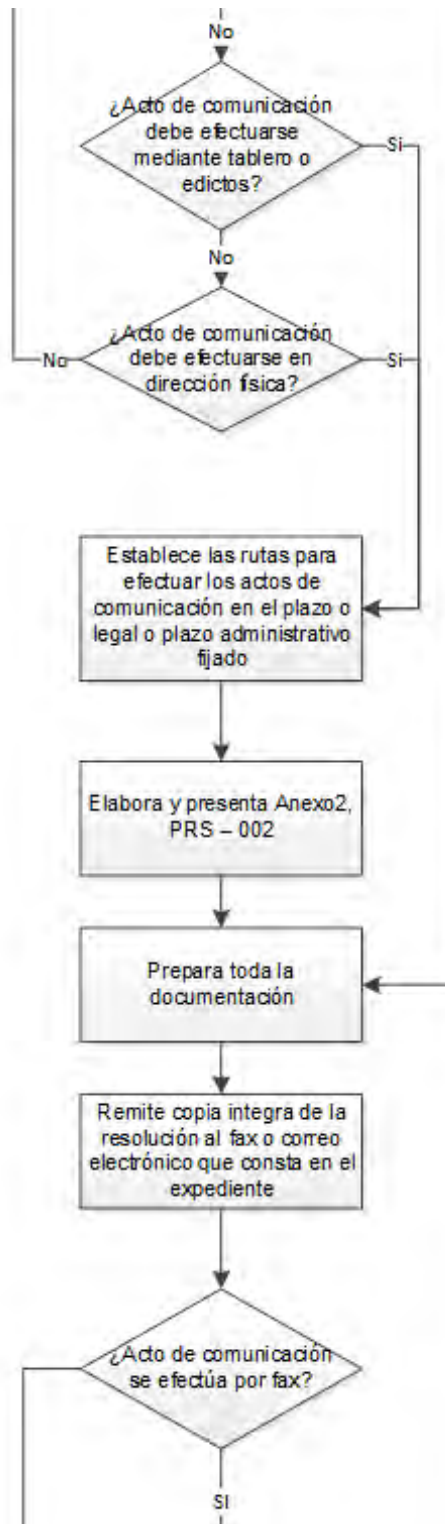 No
¿Acto de comunicación
debe efectuarse
mediante tablero o
edictos?
Si
No
¿Acto de comunicación
debe efectuarse en
dirección física?
No
Si
Establece las rutas para
efectuar los actos de
comunicación en el plazo o
legal o plazo administrativo
fijado
Elabora y presenta Anexo2,
PRS – 002
Prepara toda la
documentación
Remite copia integra de la
resolución al fax o correo
electrónico que consta en el
expediente
¿Acto de comunicación
se efectúa por fax?
SI